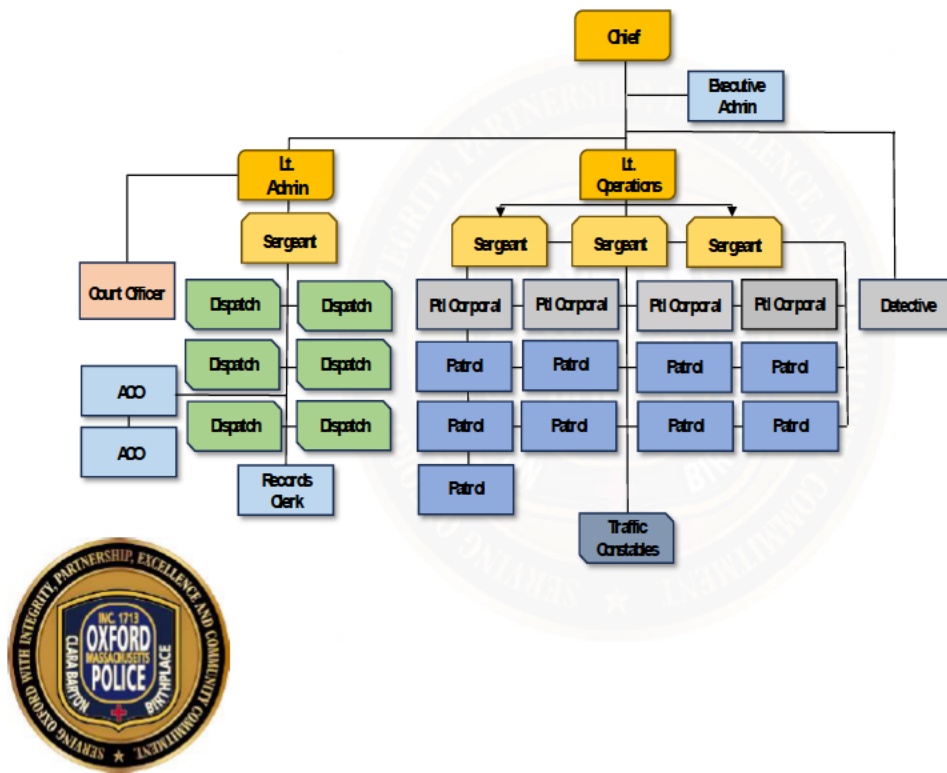 Chief
Executive
Admin
Lt.
Admin
Lt.
Operations
Sergeant
Sergeant
Sergeant
Sergeant
Court Officer
Dispatch
Dispatch
Ptl Corporal
Ptl Corporal
Ptl Corporal
Ptl Corporal
Detective
Dispatch
Dispatch
Patrol
Patrol
Patrol
Patrol
ACO
Dispatch
Dispatch
Patrol
Patrol
Patrol
Patrol
ACO
Records
Clerk
Patrol
Traffic
Constables
SERVING OXFORD WITH INTEGRITY, PARTNERSHIP, EXCELLENCE AND COMMUNITY COMMITMENT.
INC. 1713
OXFORD
MASSACHUSETTS
POLICE
CLARA BARTON
BIRTHPLACE